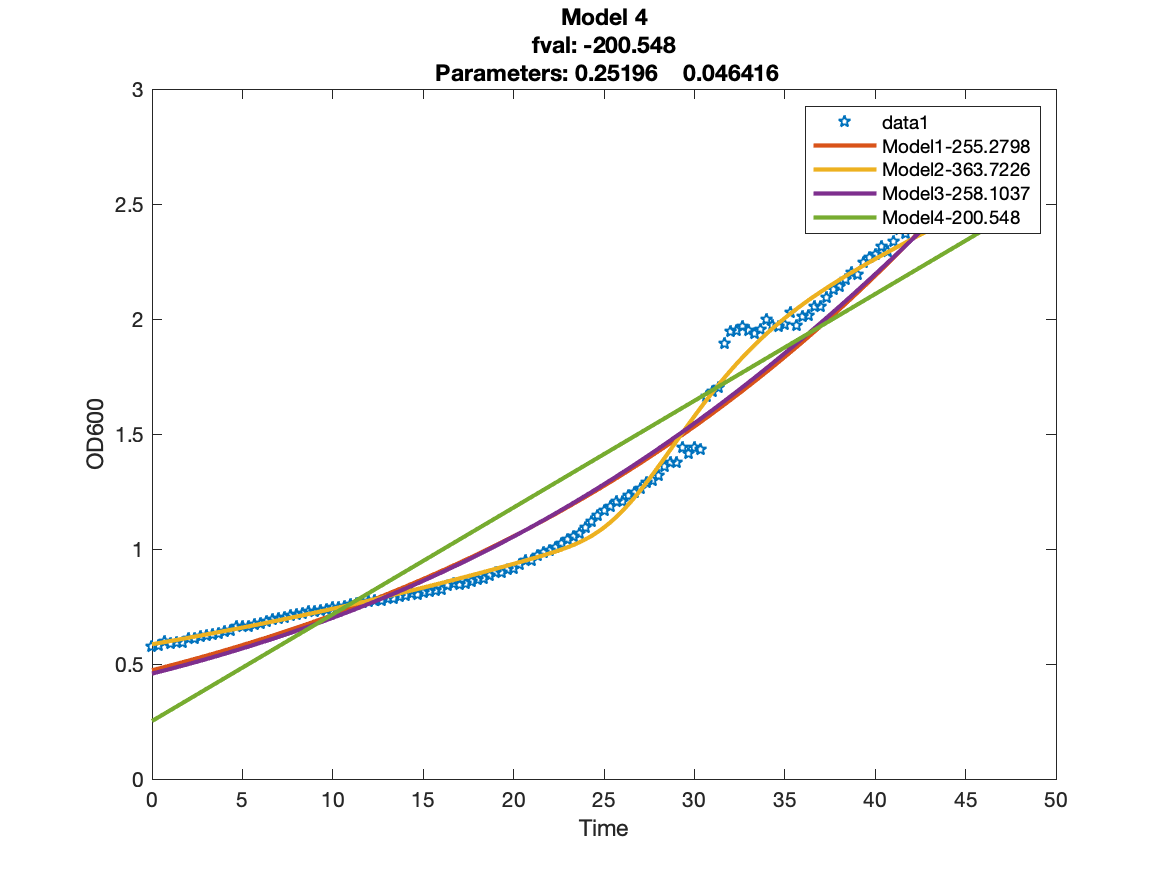 Model 4
fval: -200.548
Parameters: 0.25196 0.046416
3
2.5
2
1.5
1
0.5
0
OD600
data1
Model1-255.2798
Model2-363.7226
Model3-258.1037
Model4-200.548
0 5 10 15 20 25 30 35 40 45 50
Time